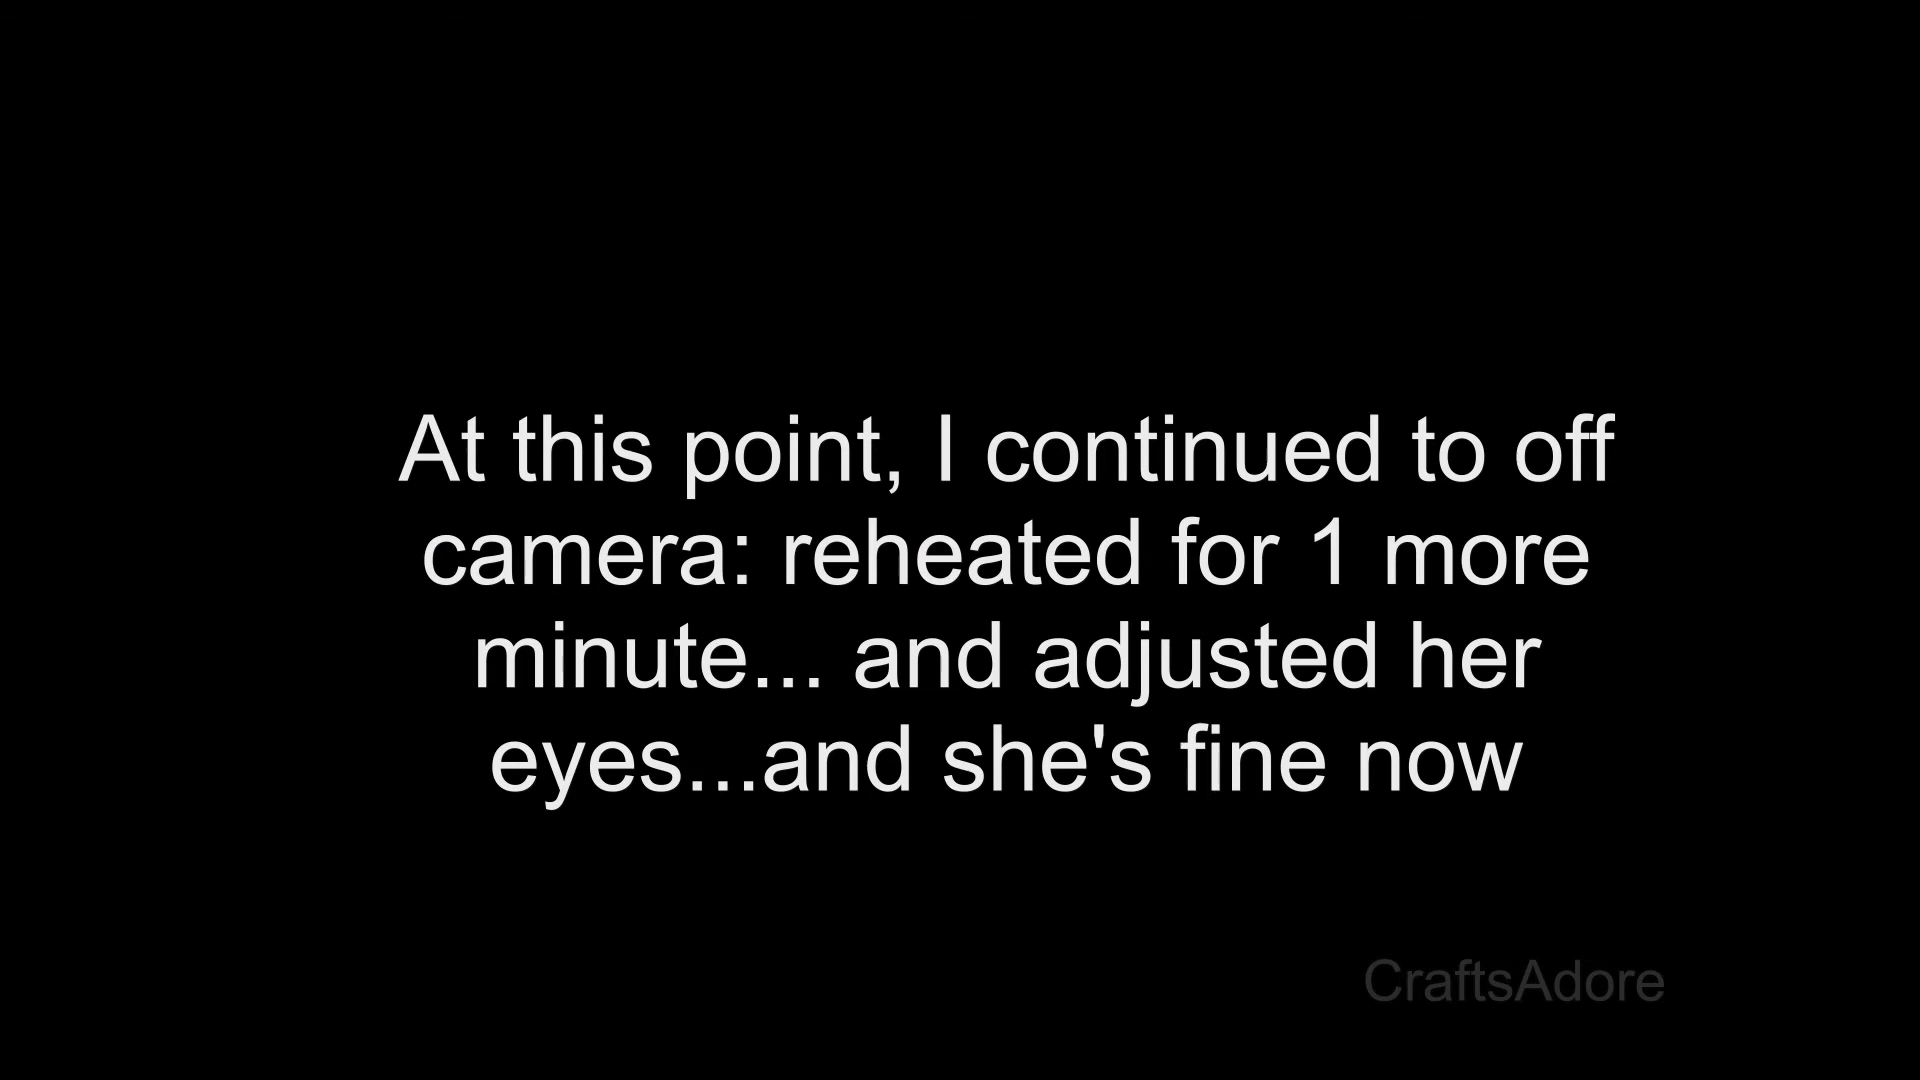 At this point, I continued to off
camera: reheated for 1 more
minute... and adjusted her
eyes...and she's fine now
CraftsAdore